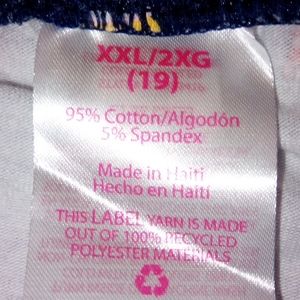 XXL/2XG
(19)
95% Cotton/Algodón
5% Spandex
Made in Haiti
Hecho en Haití
THIS LABEL YARN IS MADE
OUT OF 100% RECYCLED
POLYESTER MATERIALS